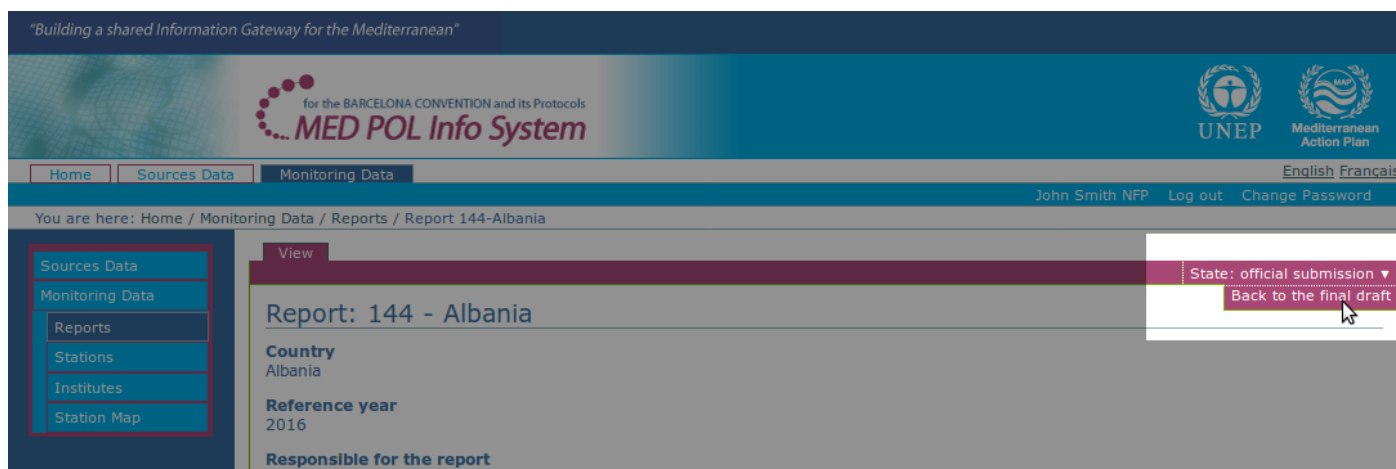 "Building a shared Information Gateway for the Mediterranean"
for the BARCELONA CONVENTION and its Protocols
MED POL Info System
UNEP
MAP
Mediterranean
Action Plan
Home Sources Data Monitoring Data
English Français
John Smith NFP Log out Change Password
You are here: Home / Monitoring Data / Reports / Report 144-Albania
Sources Data
Monitoring Data
Reports
Stations
Institutes
Station Map
View
State: official submission ▼
Back to the final draft
Report: 144 - Albania
Country
Albania
Reference year
2016
Responsible for the report